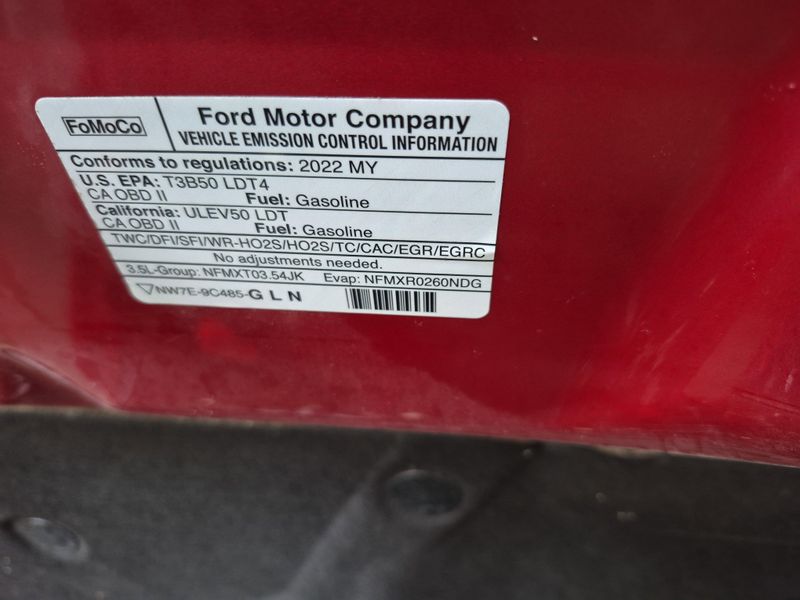 FoMoCo
Ford Motor Company
VEHICLE EMISSION CONTROL INFORMATION
Conforms to regulations: 2022 MY
U.S. EPA: T3B50 LDT4
CA OBD II Fuel: Gasoline
California: ULEV50 LDT
CA OBD II Fuel: Gasoline
TWC/DFI/SFI/WR-HO2S/HO2S/TC/CAC/EGR/EGRC
No adjustments needed.
3.5L-Group: NFMXT03.54JK Evap: NFMXR0260NDG
NW7E-9C485-G L N